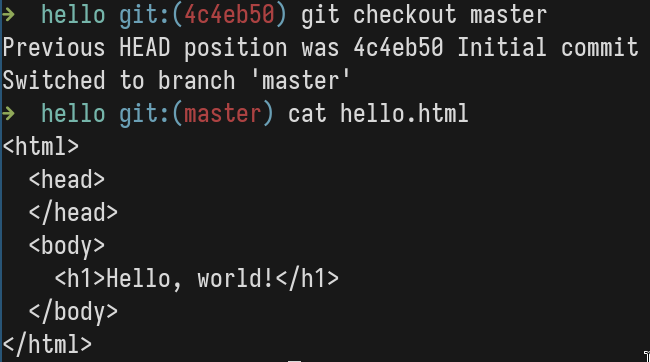 ➜  hello git:(4c4eb50) git checkout master
Previous HEAD position was 4c4eb50 Initial commit
Switched to branch 'master'
➜  hello git:(master) cat hello.html
<html>
  <head>
  </head>
  <body>
    <h1>Hello, world!</h1>
  </body>
</html>